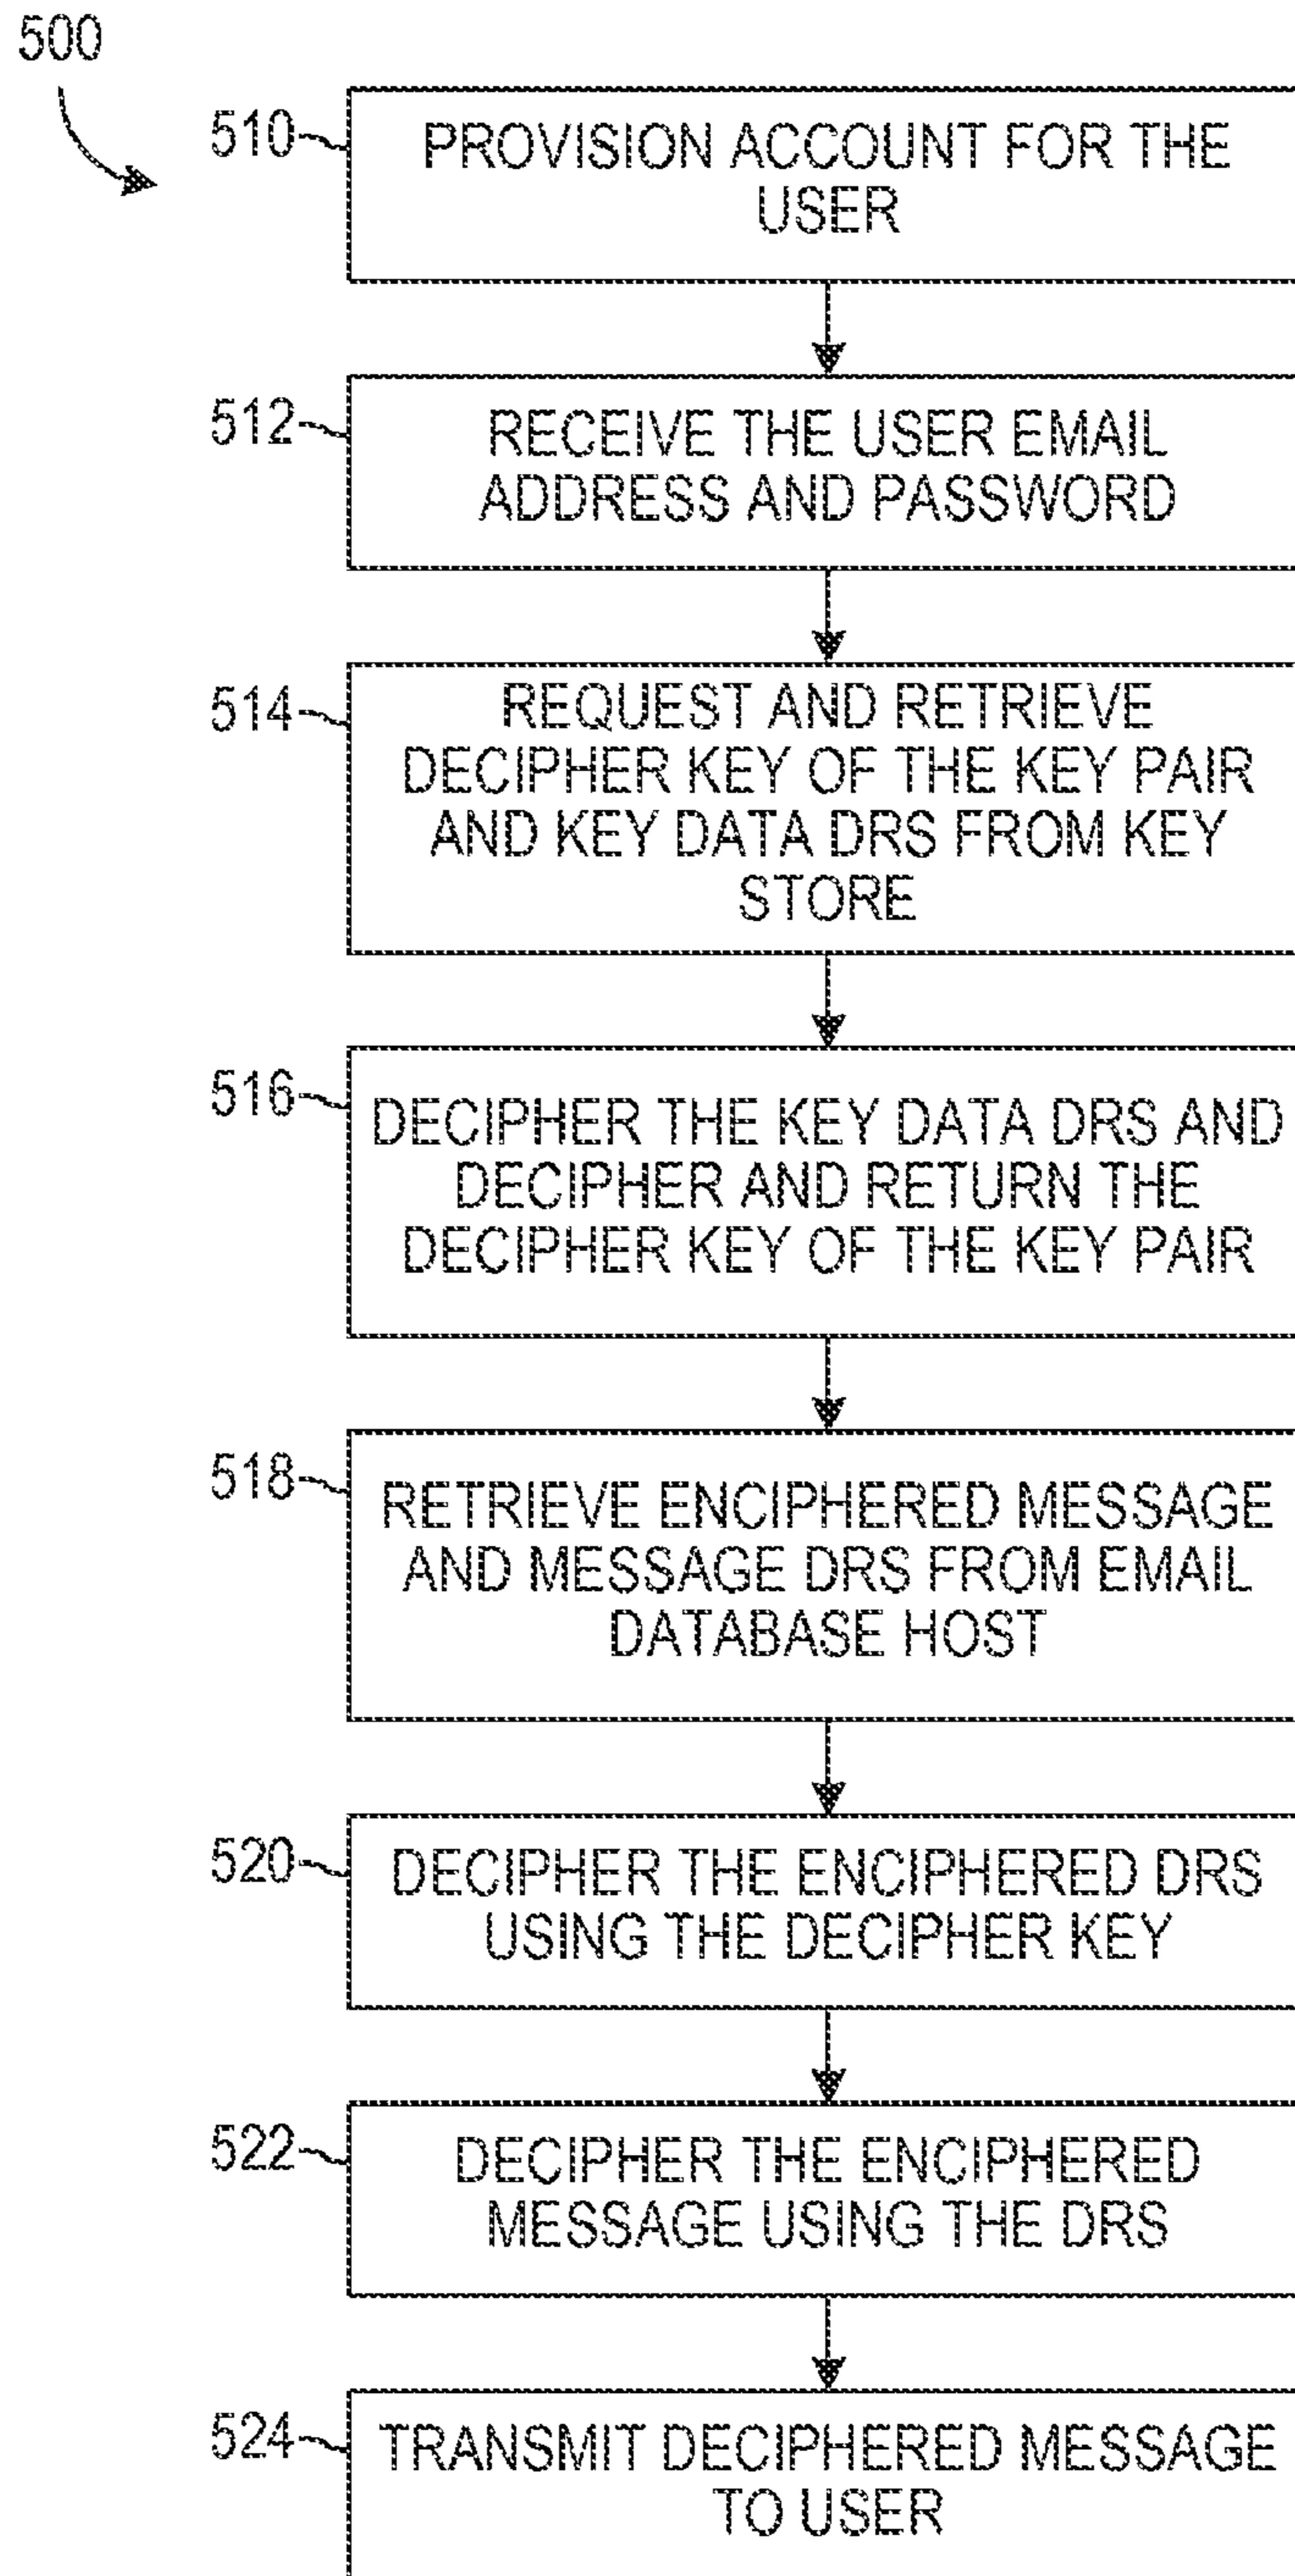 500
510
PROVISION ACCOUNT FOR THE
USER
512
RECEIVE THE USER EMAIL
ADDRESS AND PASSWORD
514
REQUEST AND RETRIEVE
DECIPHER KEY OF THE KEY PAIR
AND KEY DATA DRS FROM KEY
STORE
516
DECIPHER THE KEY DATA DRS AND
DECIPHER AND RETURN THE
DECIPHER KEY OF THE KEY PAIR
518
RETRIEVE ENCIPHERED MESSAGE
AND MESSAGE DRS FROM EMAIL
DATABASE HOST
520
DECIPHER THE ENCIPHERED DRS
USING THE DECIPHER KEY
522
DECIPHER THE ENCIPHERED
MESSAGE USING THE DRS
524
TRANSMIT DECIPHERED MESSAGE
TO USER